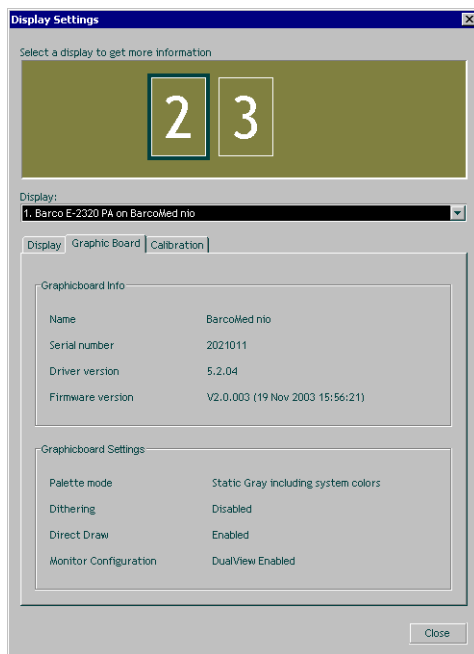 Display Settings
Select a display to get more information
2 3
Display:
1. Barco E-2320 PA on BarcoMed nio
Display Graphic Board Calibration
Graphicboard Info
Name BarcoMed nio
Serial number 2021011
Driver version 5.2.04
Firmware version V2.0.003 (19 Nov 2003 15:56:21)
Graphicboard Settings
Palette mode Static Gray including system colors
Dithering Disabled
Direct Draw Enabled
Monitor Configuration DualView Enabled
Close